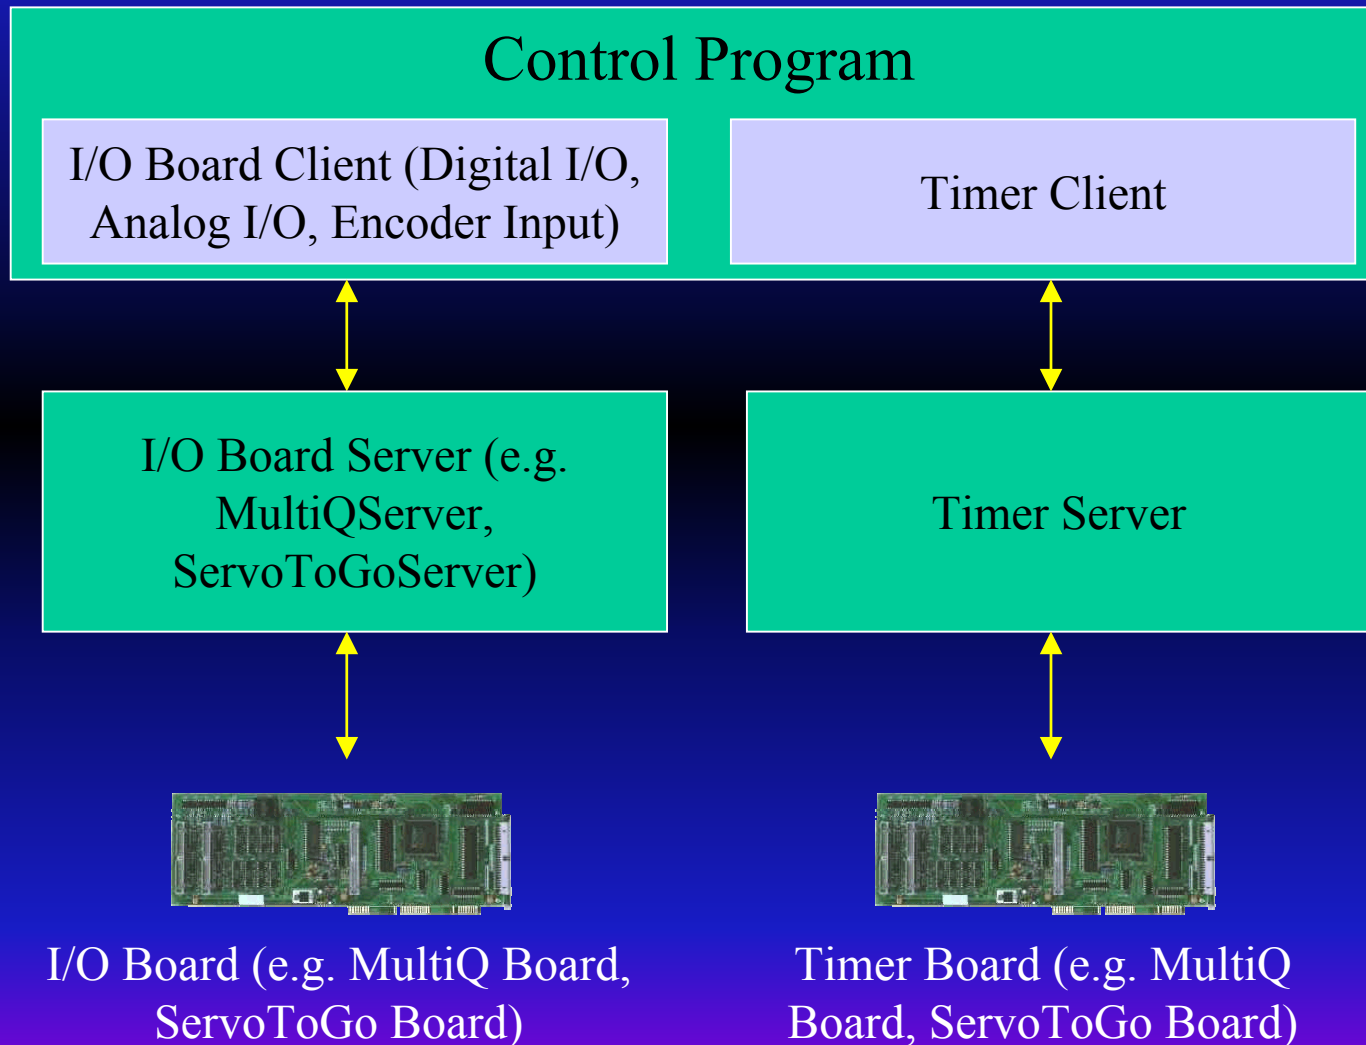 Control Program
I/O Board Client (Digital I/O,
Analog I/O, Encoder Input)
Timer Client
I/O Board Server (e.g.
MultiQServer,
ServoToGoServer)
Timer Server
I/O Board (e.g. MultiQ Board,
ServoToGo Board)
Timer Board (e.g. MultiQ
Board, ServoToGo Board)